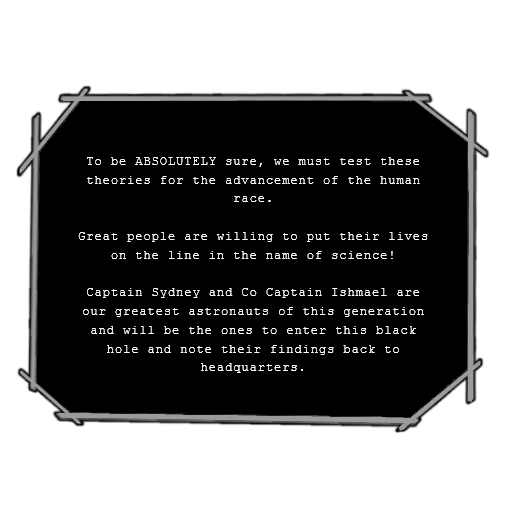 To be ABSOLUTELY sure, we must test these
theories for the advancement of the human
race.
Great people are willing to put their lives
on the line in the name of science!
Captain Sydney and Co Captain Ishmael are
our greatest astronauts of this generation
and will be the ones to enter this black
hole and note their findings back to
headquarters.